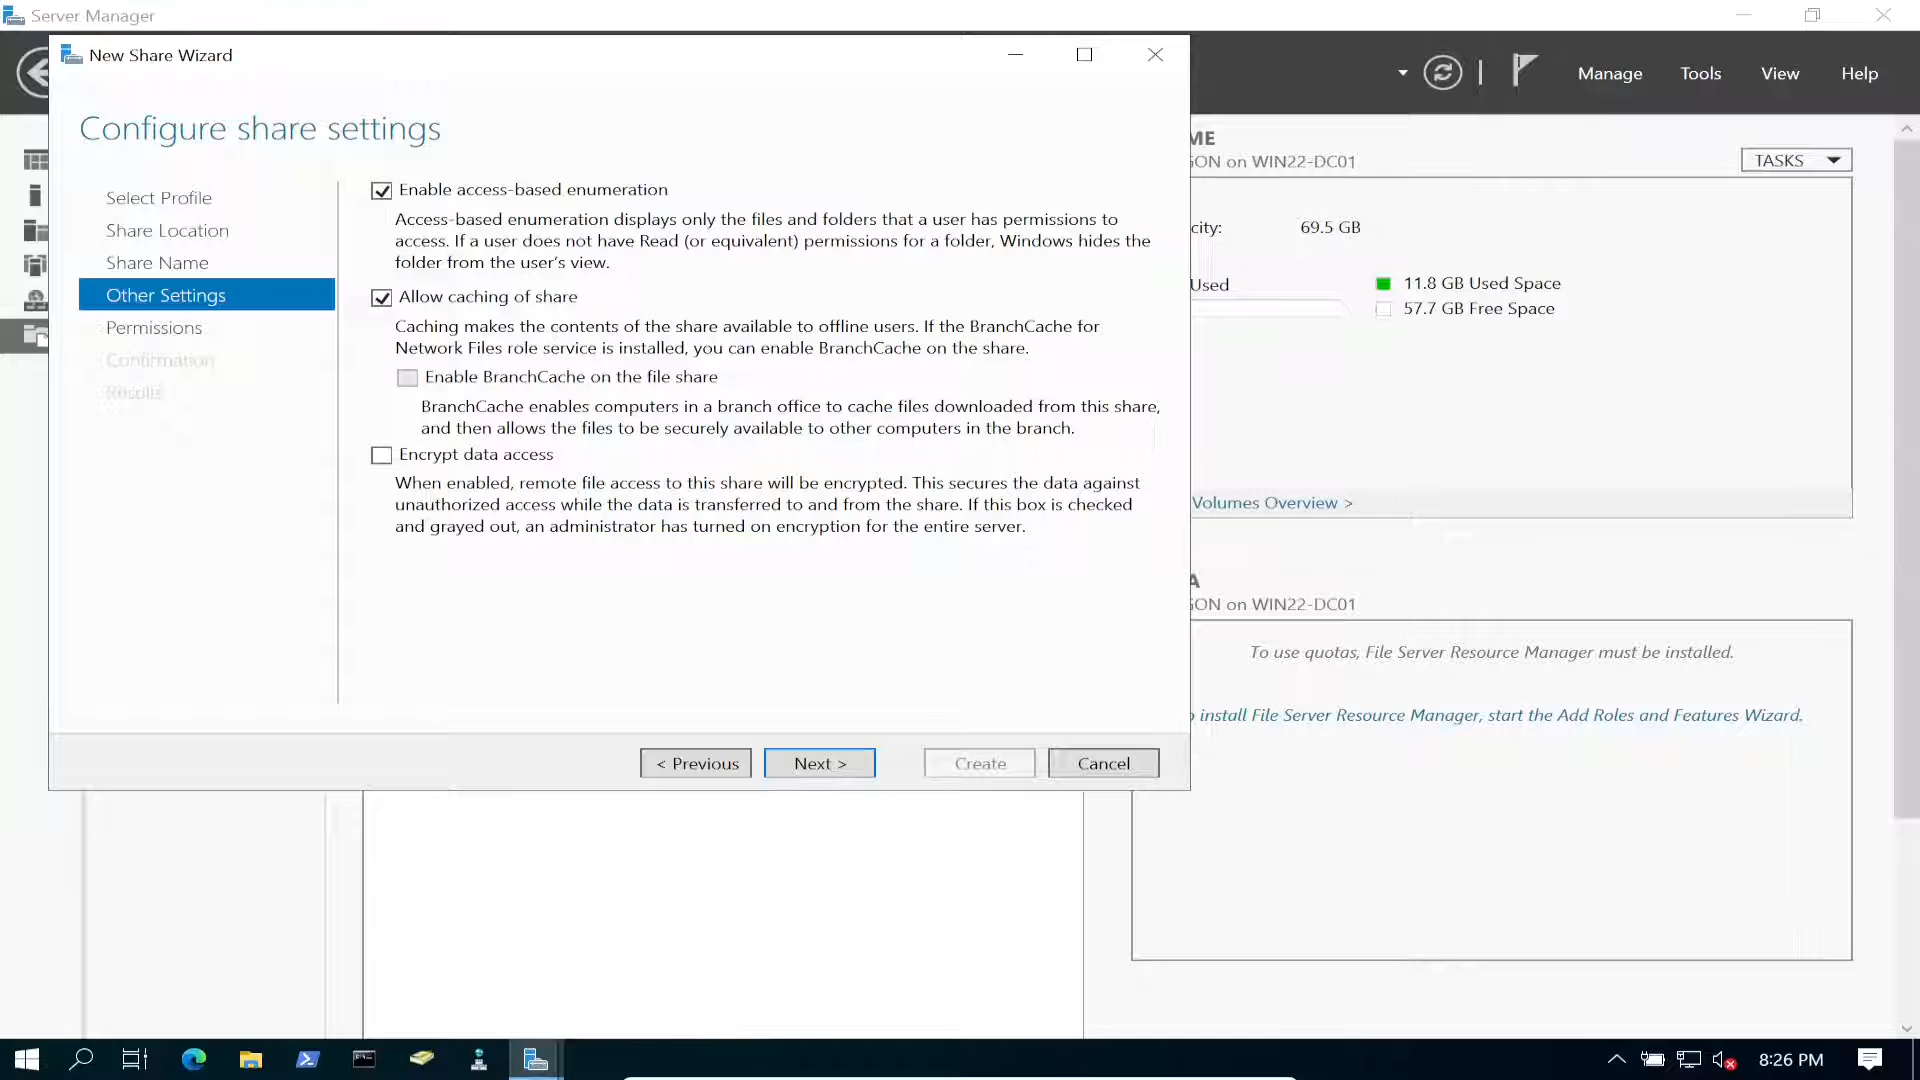 Server Manager
New Share Wizard
Manage
Tools
View
Help
Configure share settings
Select Profile
Share Location
Share Name
Other Settings
Permissions
Confirmation
Results
Enable access-based enumeration
Access-based enumeration displays only the files and folders that a user has permissions to
access. If a user does not have Read (or equivalent) permissions for a folder, Windows hides the
folder from the user's view.
Allow caching of share
Caching makes the contents of the share available to offline users. If the BranchCache for
Network Files role service is installed, you can enable BranchCache on the share.
Enable BranchCache on the file share
BranchCache enables computers in a branch office to cache files downloaded from this share,
and then allows the files to be securely available to other computers in the branch.
Encrypt data access
When enabled, remote file access to this share will be encrypted. This secures the data against
unauthorized access while the data is transferred to and from the share. If this box is checked
and grayed out, an administrator has turned on encryption for the entire server.
< Previous
Next >
Create
Cancel
ME
GON on WIN22-DC01
TASKS
city:
69.5 GB
Used
11.8 GB Used Space
57.7 GB Free Space
Volumes Overview >
A
GON on WIN22-DC01
To use quotas, File Server Resource Manager must be installed.
o install File Server Resource Manager, start the Add Roles and Features Wizard.
8:26 PM